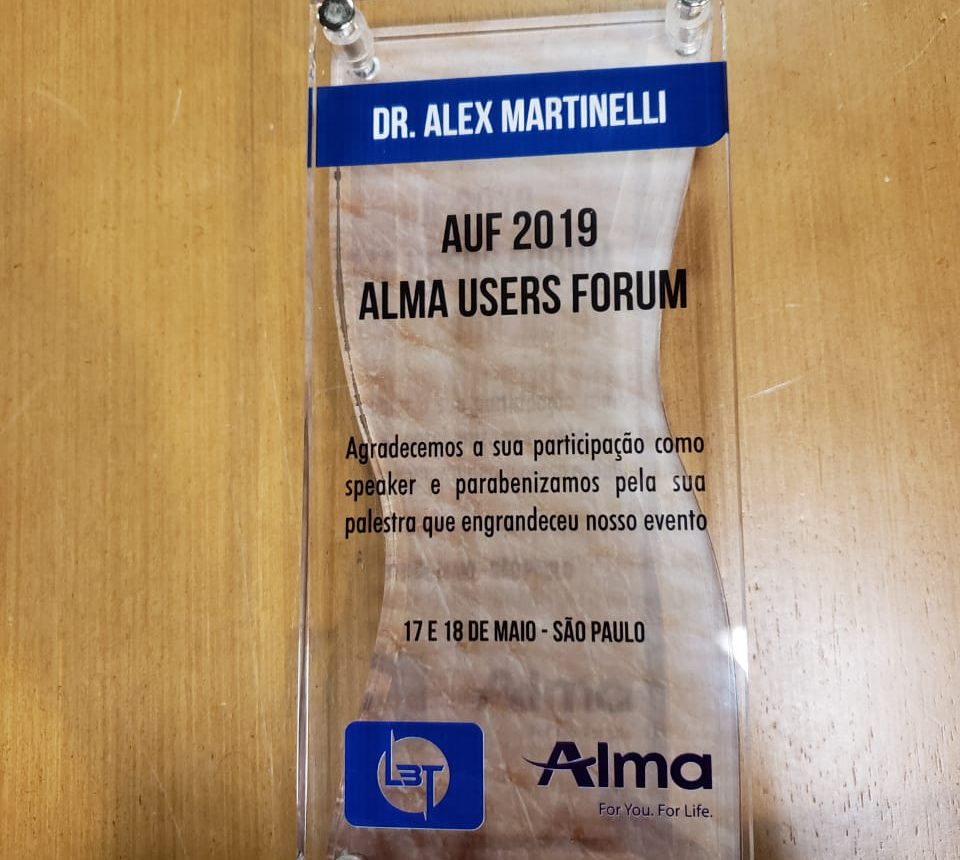 DR. ALEX MARTINELLI
AUF 2019
ALMA USERS FORUM
Agradecemos a sua participação como
speaker e parabenizamos pela sua
palestra que engrandeceu nosso evento
17 E 18 DE MAIO - SÃO PAULO
LBT
Alma
For You. For Life.